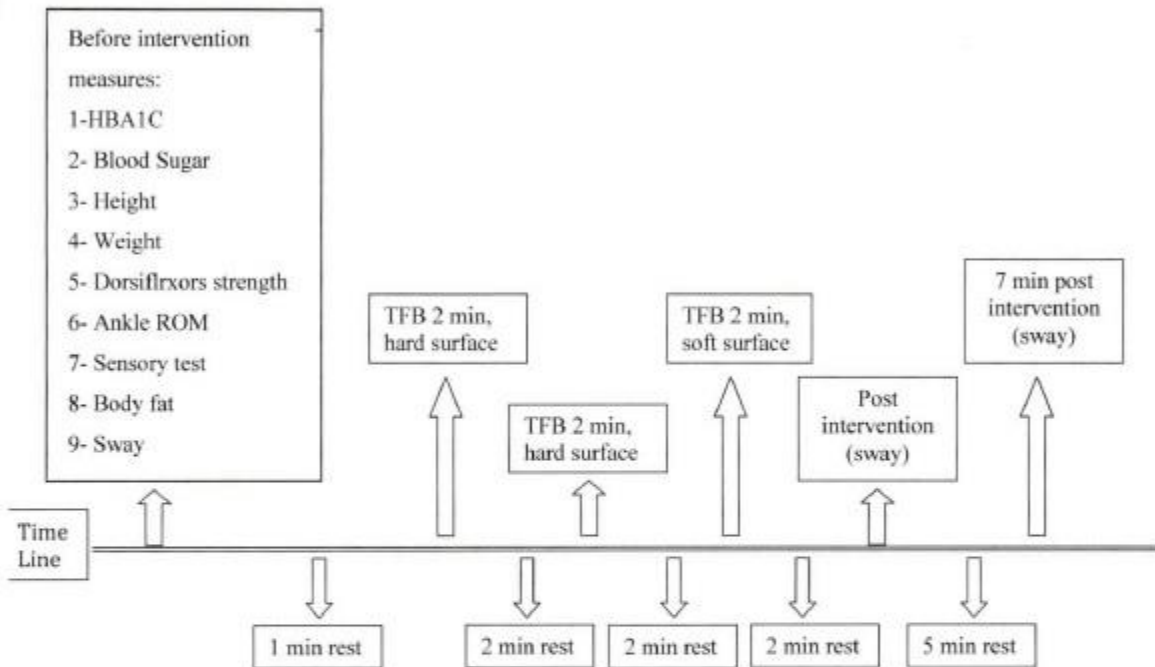 Before intervention
measures:
1-HBA1C
2- Blood Sugar
3- Height
4- Weight
5- Dorsiflrxors strength
6- Ankle ROM
7- Sensory test
8- Body fat
9- Sway
TFB 2 min,
hard surface
TFB 2 min,
hard surface
TFB 2 min,
soft surface
Post
intervention
(sway)
7 min post
intervention
(sway)
Time
Line
1 min rest
2 min rest
2 min rest
2 min rest
5 min rest